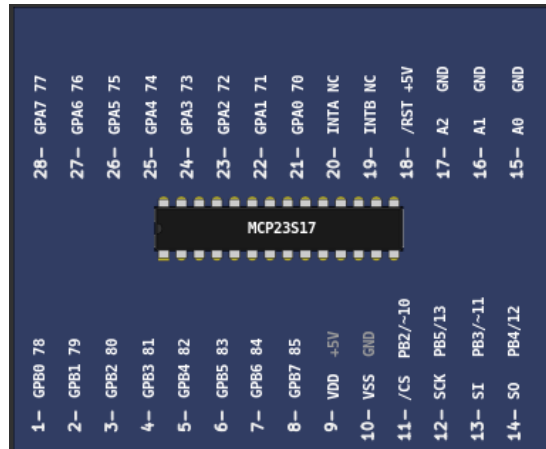 28– GPA7 77
27– GPA6 76
26– GPA5 75
25– GPA4 74
24– GPA3 73
23– GPA2 72
22– GPA1 71
21– GPA0 70
20– INTA NC
19– INTB NC
18– /RST +5V
17– A2 GND
16– A1 GND
15– A0 GND
MCP23S17
1– GPB0 78
2– GPB1 79
3– GPB2 80
4– GPB3 81
5– GPB4 82
6– GPB5 83
7– GPB6 84
8– GPB7 85
9– VDD +5V
10– VSS GND
11– /CS PB2/~10
12– SCK PB5/13
13– SI PB3/~11
14– SO PB4/12